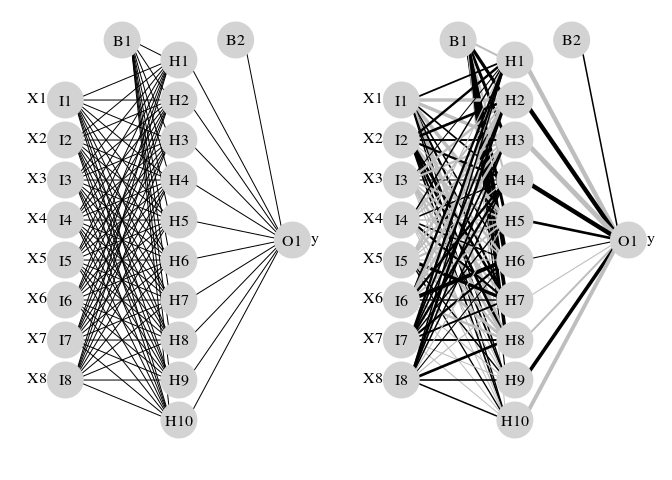 B1 B2 B1 B2
H1 H1
X1 I1 H2 X1 I1 H2
X2 I2 H3 X2 I2 H3
X3 I3 H4 X3 I3 H4
X4 I4 H5 X4 I4 H5
O1 y O1 y
X5 I5 H6 X5 I5 H6
X6 I6 H7 X6 I6 H7
X7 I7 H8 X7 I7 H8
X8 I8 H9 X8 I8 H9
H10 H10